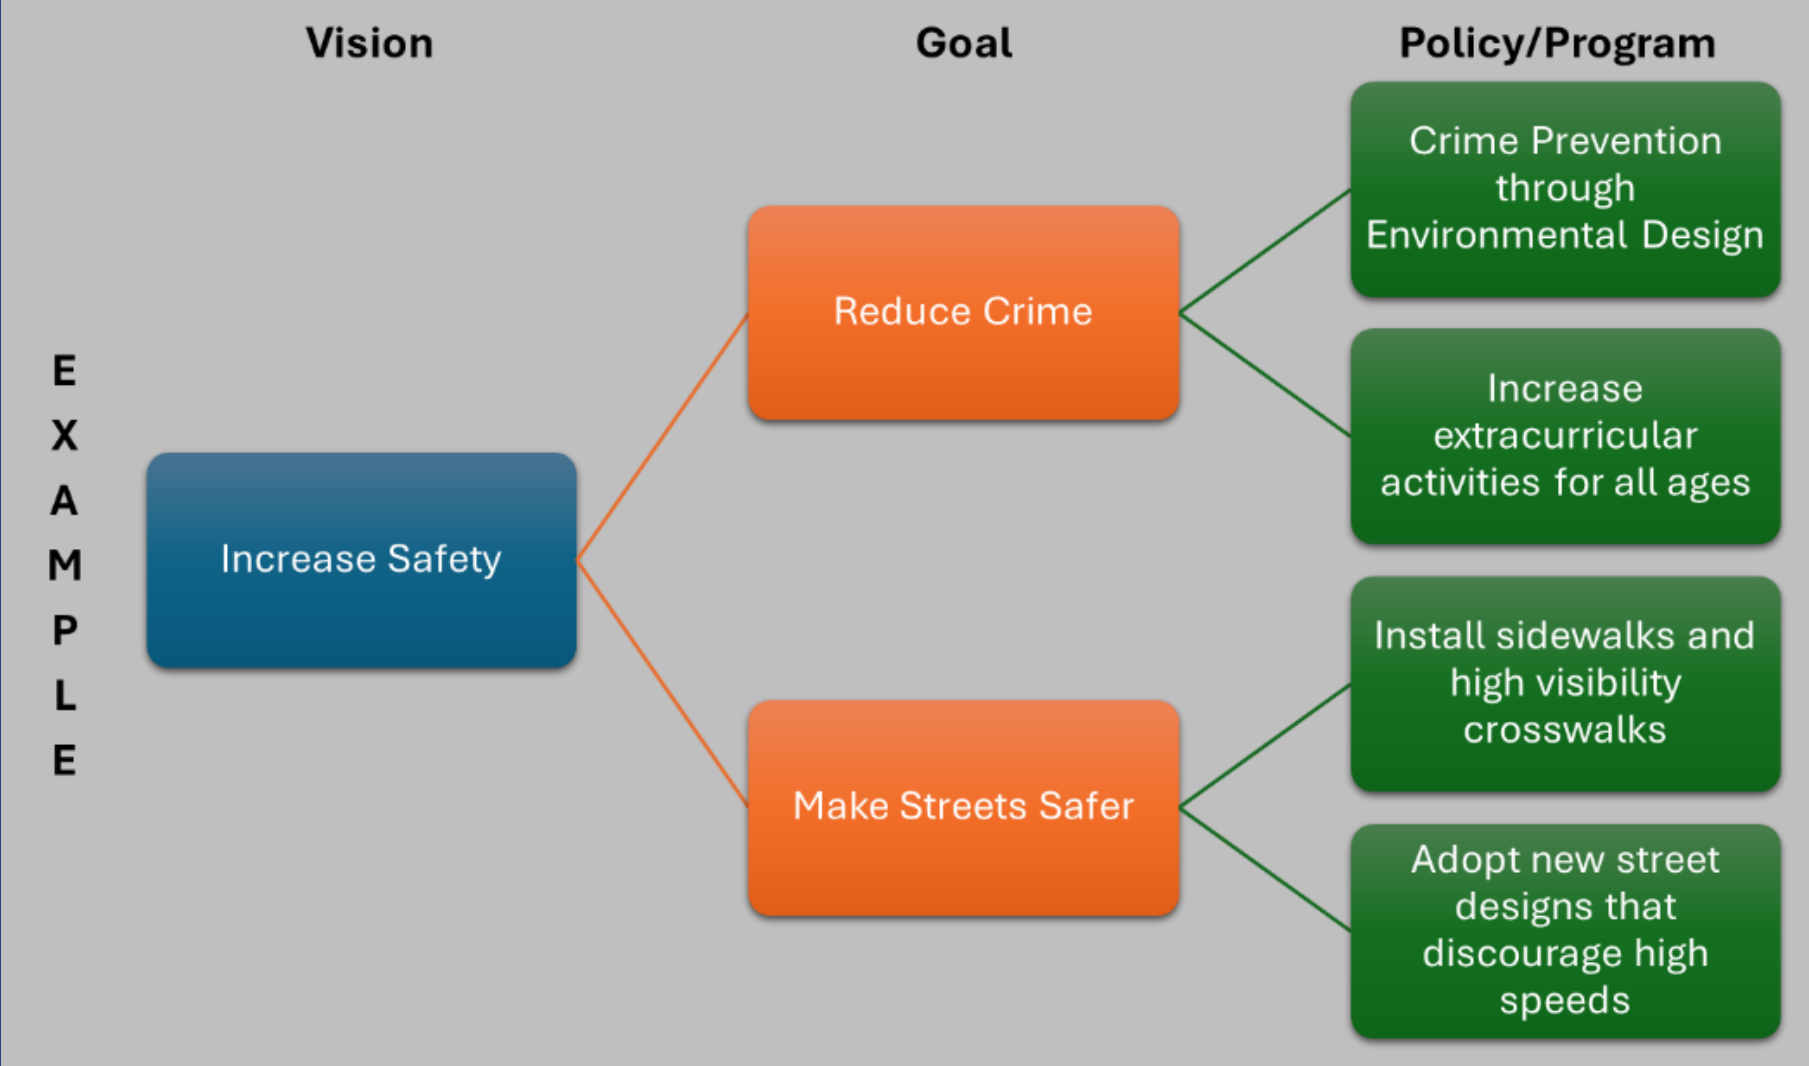 Vision
Goal
Policy/Program
E
X
A
M
P
L
E
Increase Safety
Reduce Crime
Make Streets Safer
Crime Prevention
through
Environmental Design
Increase
extracurricular
activities for all ages
Install sidewalks and
high visibility
crosswalks
Adopt new street
designs that
discourage high
speeds